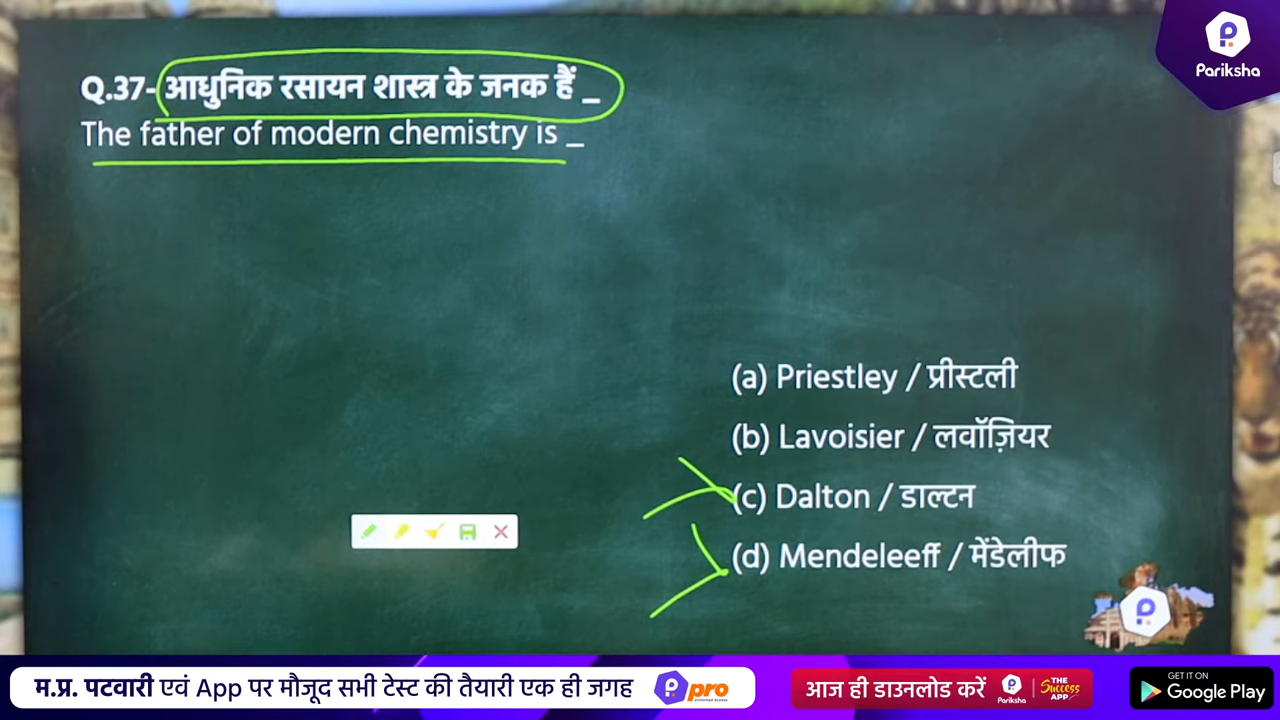 Pariksha
Q.37- आधुनिक रसायन शास्त्र के जनक हैं _
The father of modern chemistry is _
(a) Priestley / प्रीस्टली
(b) Lavoisier / लवॉज़ियर
(c) Dalton / डाल्टन
(d) Mendeleeff / मेंडेलीफ
म.प्र. पटवारी एवं App पर मौजूद सभी टेस्ट की तैयारी एक ही जगह
pro
आज ही डाउनलोड करें
Pariksha
THE Success APP
GET IT ON
Google Play